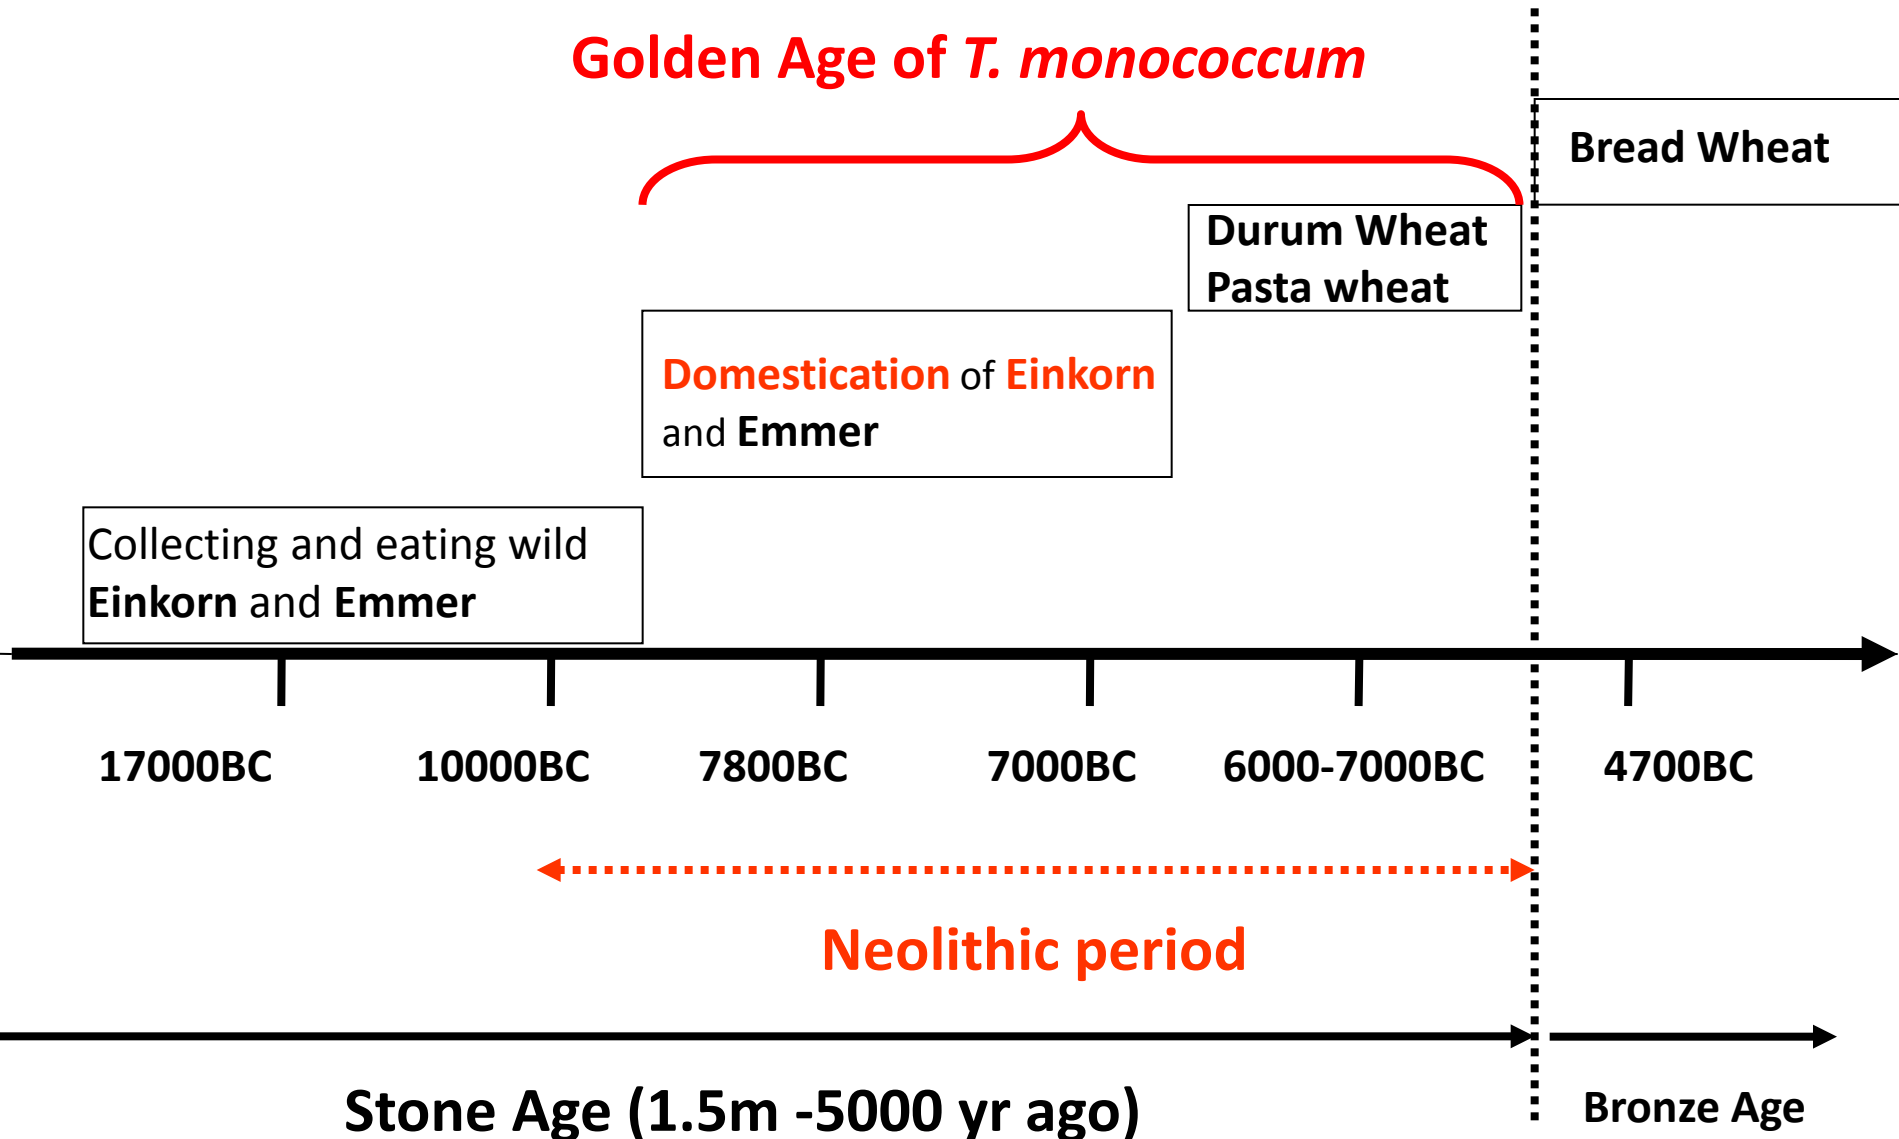 Golden Age of T. monococcum
Bread Wheat
Durum Wheat
Pasta wheat
Domestication of Einkorn
and Emmer
Collecting and eating wild
Einkorn and Emmer
17000BC 10000BC 7800BC 7000BC 6000-7000BC 4700BC
Neolithic period
Stone Age (1.5m -5000 yr ago)
Bronze Age